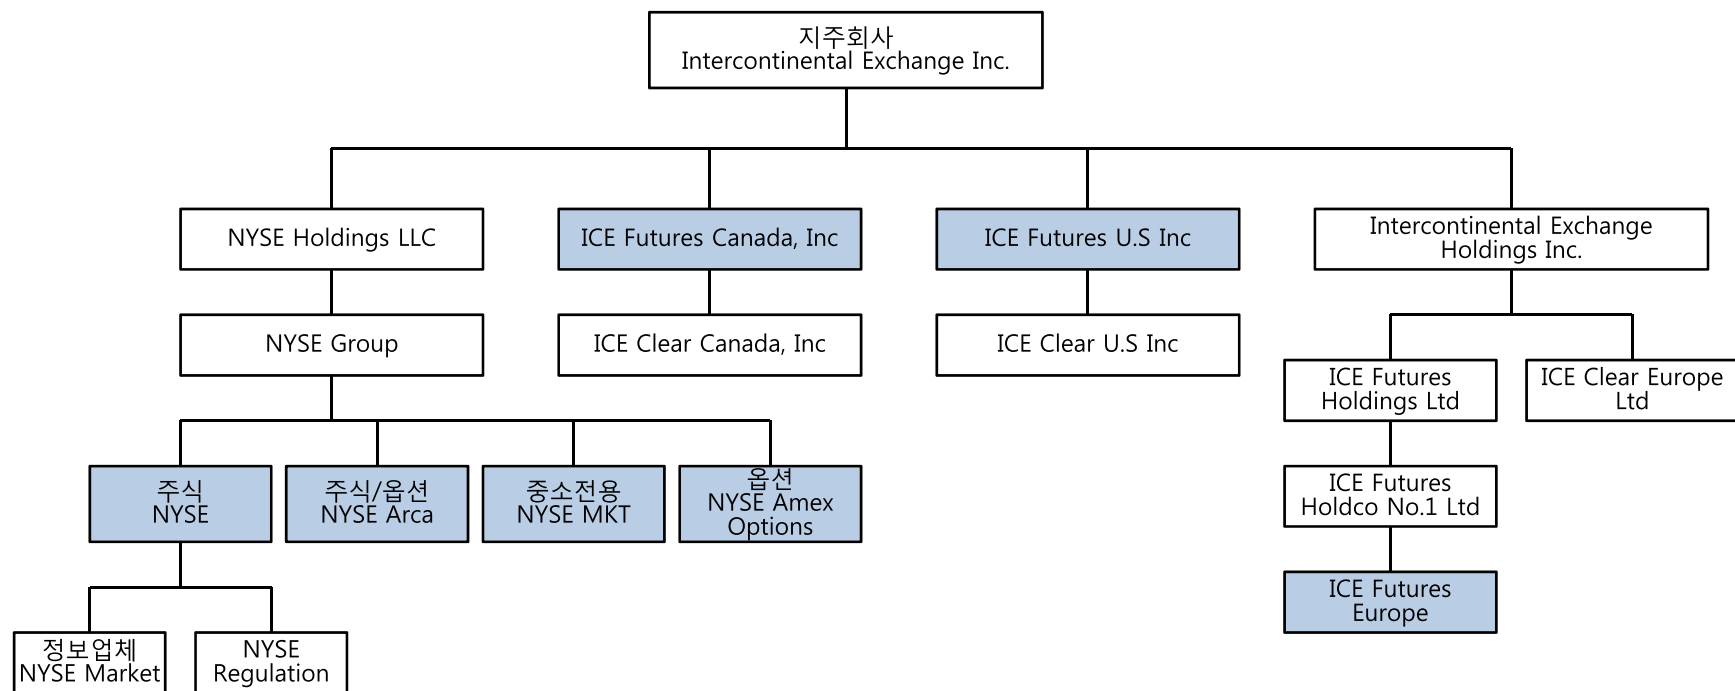 지주회사
Intercontinental Exchange Inc.
NYSE Holdings LLC
ICE Futures Canada, Inc
ICE Futures U.S Inc
Intercontinental Exchange
Holdings Inc.
NYSE Group
ICE Clear Canada, Inc
ICE Clear U.S Inc
ICE Futures
Holdings Ltd
ICE Clear Europe
Ltd
주식
NYSE
주식/옵션
NYSE Arca
중소전용
NYSE MKT
옵션
NYSE Amex
Options
ICE Futures
Holdco No.1 Ltd
ICE Futures
Europe
정보업체
NYSE Market
NYSE
Regulation